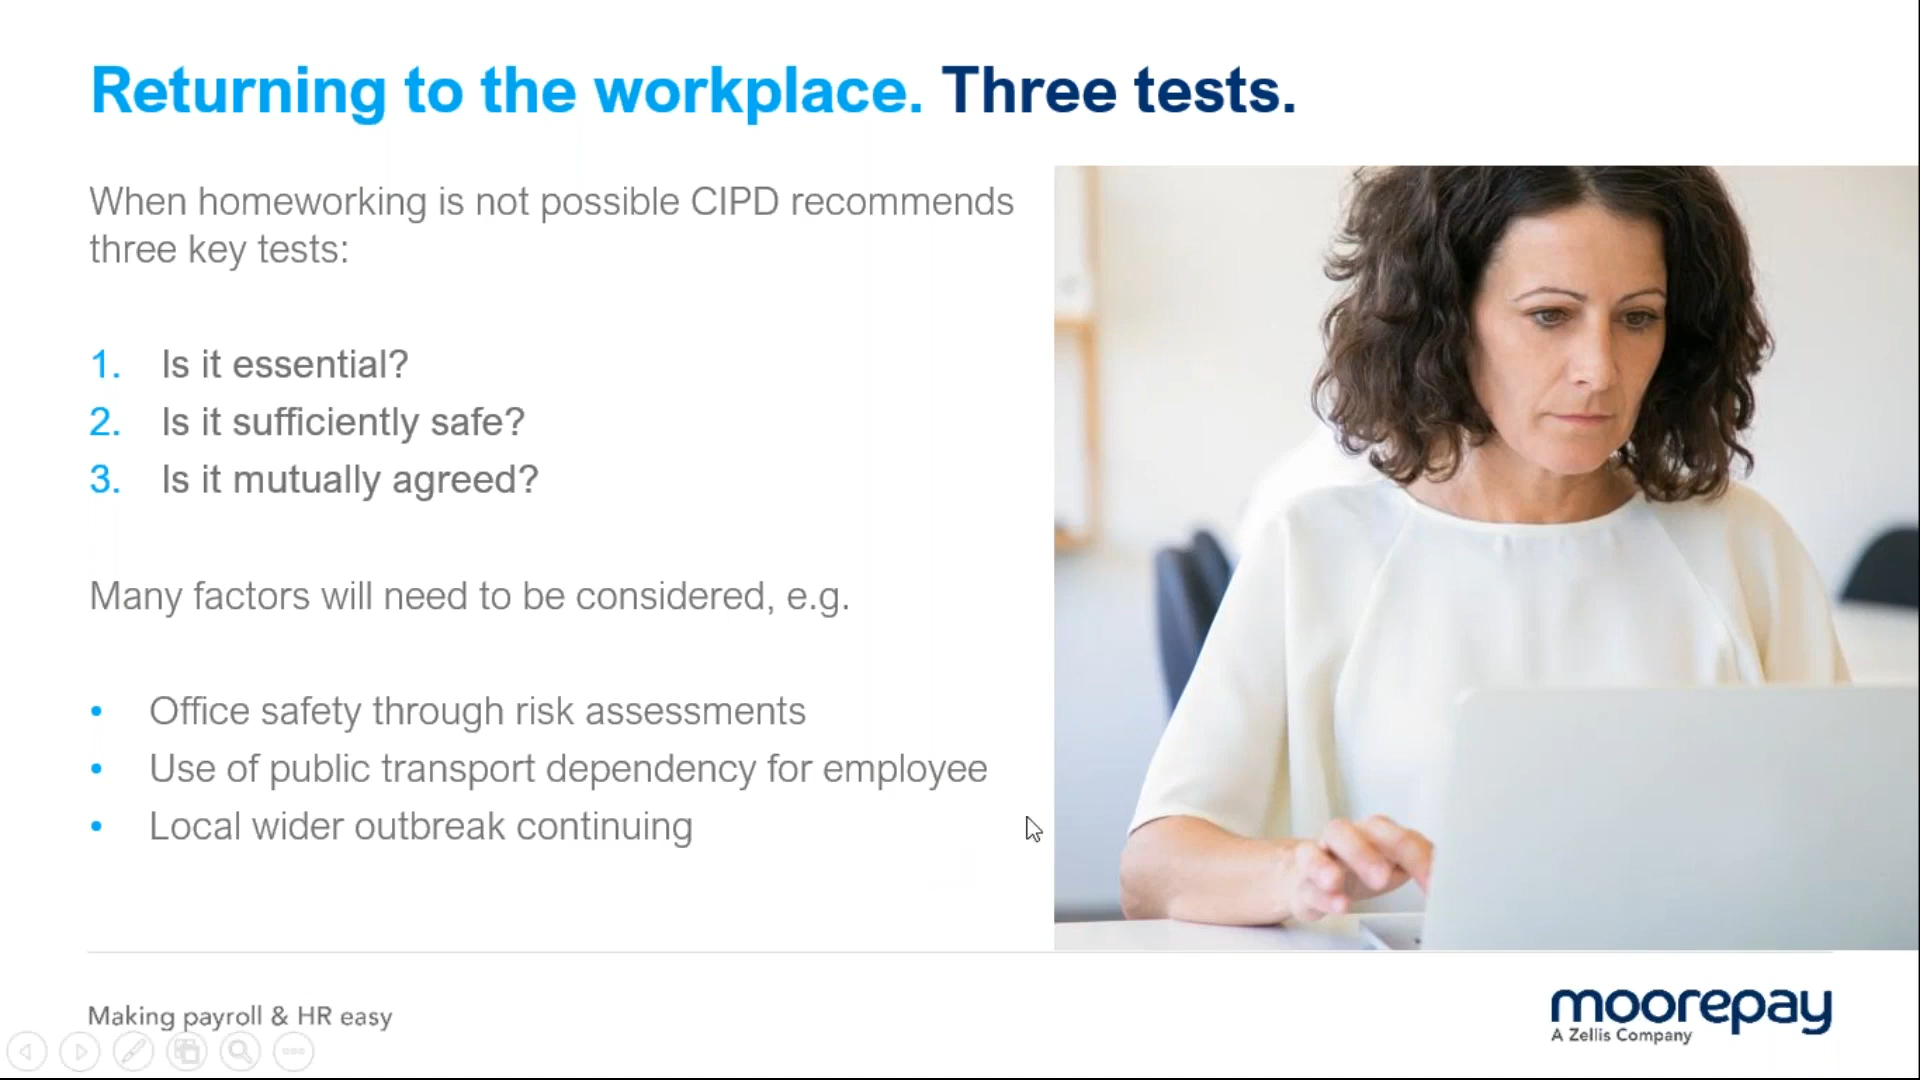 Returning to the workplace. Three tests.
When homeworking is not possible CIPD recommends
three key tests:
1. Is it essential?
2. Is it sufficiently safe?
3. Is it mutually agreed?
Many factors will need to be considered, e.g.
• Office safety through risk assessments
• Use of public transport dependency for employee
• Local wider outbreak continuing
Making payroll & HR easy
moorepay
A Zellis Company